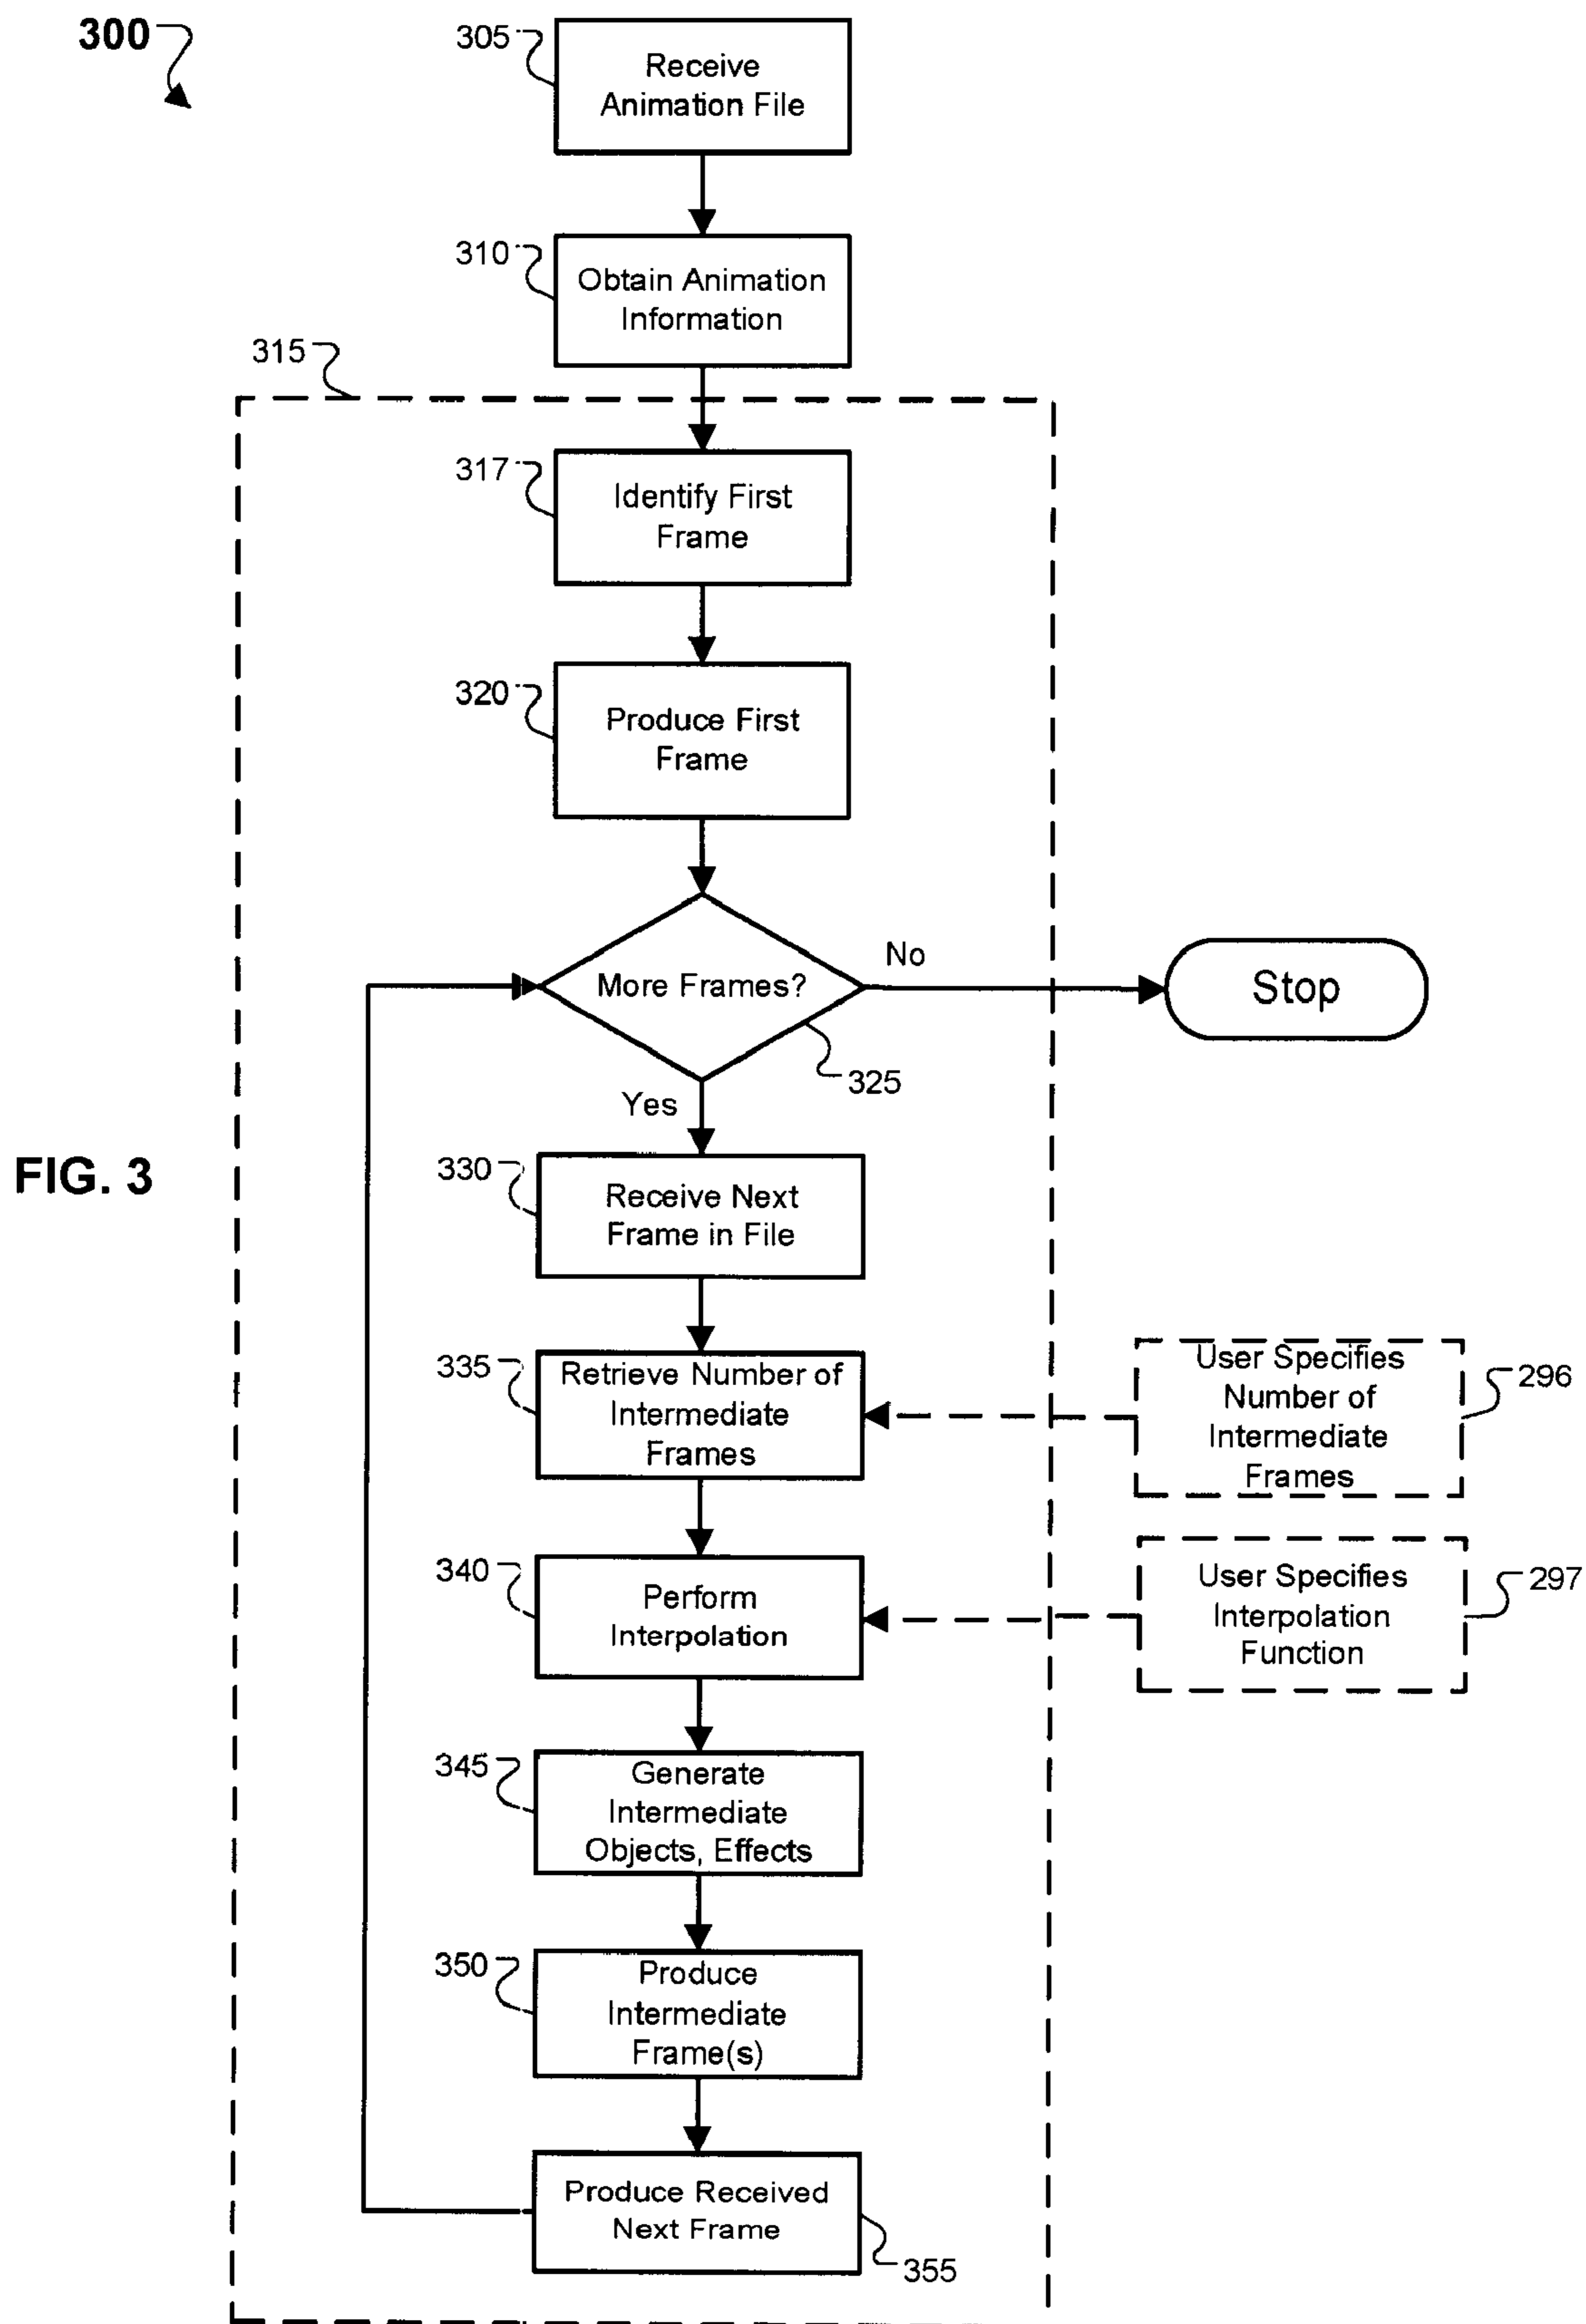 300
305
Receive
Animation File
310
Obtain Animation
Information
315
317
Identify First
Frame
320
Produce First
Frame
More Frames?
No
Stop
325
Yes
FIG. 3
330
Receive Next
Frame in File
335
Retrieve Number of
Intermediate
Frames
User Specifies
Number of
Intermediate
Frames
296
340
Perform
Interpolation
User Specifies
Interpolation
Function
297
345
Generate
Intermediate
Objects, Effects
350
Produce
Intermediate
Frame(s)
Produce Received
Next Frame
355